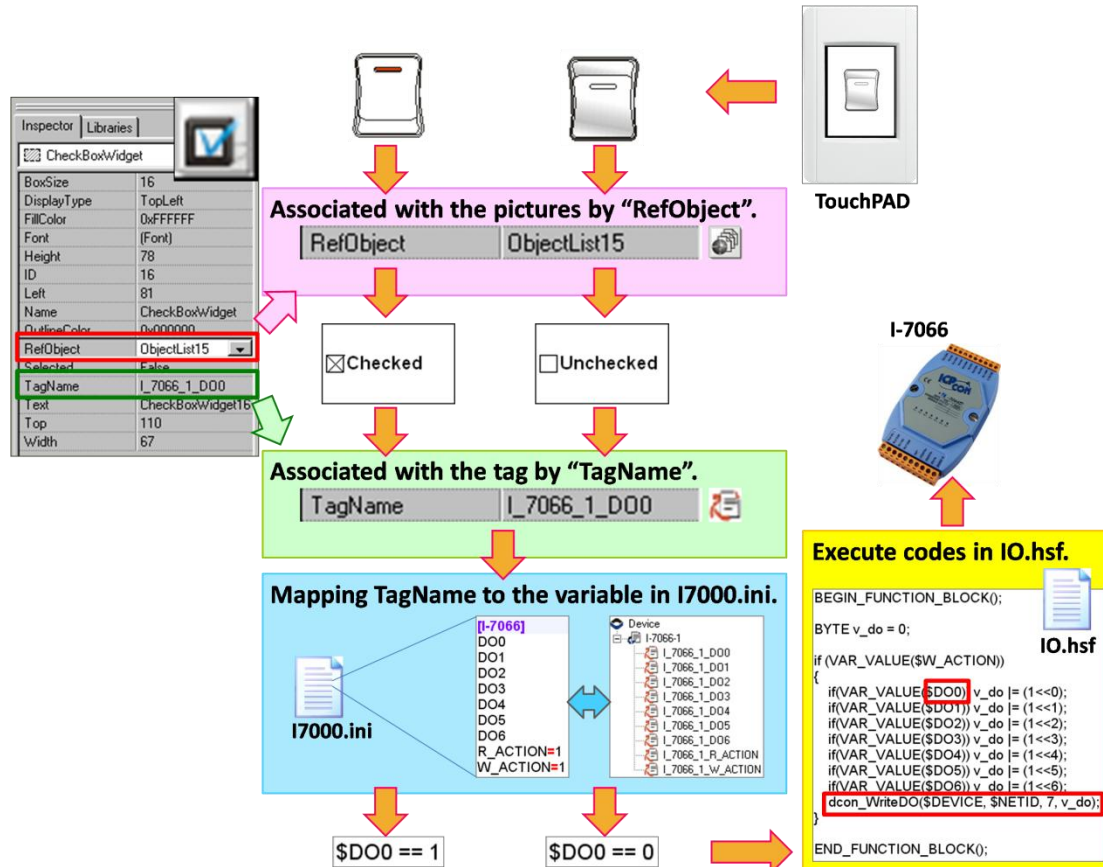 TouchPAD
Inspector
Libraries
CheckBoxWidget
BoxSize 16
DisplayType TopLeft
FillColor 0xFFFFFF
Font (Font)
Height 78
ID 16
Left 81
Name CheckBoxWidget
OutlineColor 0x000000
RefObject ObjectList15
Selected False
TagName I_7066_1_DO0
Text CheckBoxWidget16
Top 110
Width 67
Associated with the pictures by “RefObject”.
RefObject ObjectList15
Checked
Unchecked
Associated with the tag by “TagName”.
TagName I_7066_1_DO0
Mapping TagName to the variable in I7000.ini.
I7000.ini
[I-7066]
DO0
DO1
DO2
DO3
DO4
DO5
DO6
R_ACTION=1
W_ACTION=1
Device
I-7066-1
I_7066_1_DO0
I_7066_1_DO1
I_7066_1_DO2
I_7066_1_DO3
I_7066_1_DO4
I_7066_1_DO5
I_7066_1_DO6
I_7066_1_R_ACTION
I_7066_1_W_ACTION
$DO0 == 1
$DO0 == 0
I-7066
ICP
CON
Execute codes in IO.hsf.
IO.hsf
BEGIN_FUNCTION_BLOCK();
BYTE v_do = 0;
if (VAR_VALUE($W_ACTION))
{
if(VAR_VALUE($DO0)) v_do |= (1<<0);
if(VAR_VALUE($DO1)) v_do |= (1<<1);
if(VAR_VALUE($DO2)) v_do |= (1<<2);
if(VAR_VALUE($DO3)) v_do |= (1<<3);
if(VAR_VALUE($DO4)) v_do |= (1<<4);
if(VAR_VALUE($DO5)) v_do |= (1<<5);
if(VAR_VALUE($DO6)) v_do |= (1<<6);
dcon_WriteDO($DEVICE, $NETID, 7, v_do);
}
END_FUNCTION_BLOCK();